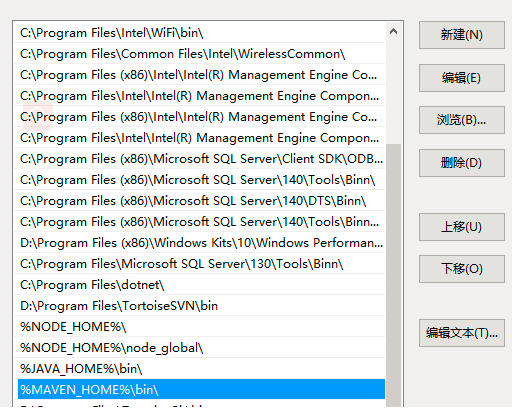 C:\Program Files\Intel\WiFi\bin\
C:\Program Files\Common Files\Intel\WirelessCommon\
C:\Program Files (x86)\Intel\Intel(R) Management Engine Co...
C:\Program Files\Intel\Intel(R) Management Engine Compon...
C:\Program Files (x86)\Intel\Intel(R) Management Engine Co...
C:\Program Files\Intel\Intel(R) Management Engine Compon...
C:\Program Files (x86)\Microsoft SQL Server\Client SDK\ODB...
C:\Program Files (x86)\Microsoft SQL Server\140\Tools\Binn\
C:\Program Files (x86)\Microsoft SQL Server\140\DTS\Binn\
C:\Program Files (x86)\Microsoft SQL Server\140\Tools\Binn...
D:\Program Files (x86)\Windows Kits\10\Windows Performan...
C:\Program Files\Microsoft SQL Server\130\Tools\Binn\
C:\Program Files\dotnet\
D:\Program Files\TortoiseSVN\bin
%NODE_HOME%\
%NODE_HOME%\node_global\
%JAVA_HOME%\bin\
%MAVEN_HOME%\bin\
新建(N)
编辑(E)
浏览(B)...
删除(D)
上移(U)
下移(O)
编辑文本(T)...